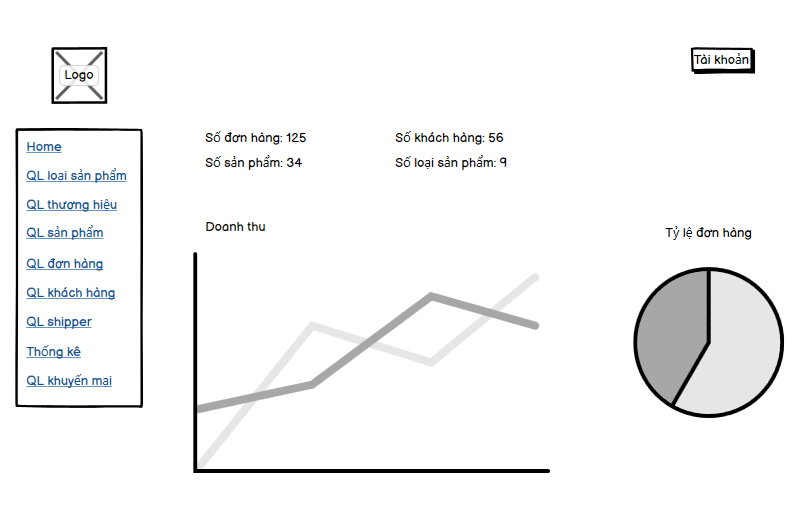 Logo
Tài khoản
Home
QL loại sản phẩm
QL thương hiệu
QL sản phẩm
QL đơn hàng
QL khách hàng
QL shipper
Thống kê
QL khuyến mại
Số đơn hàng: 125
Số khách hàng: 56
Số sản phẩm: 34
Số loại sản phẩm: 9
Doanh thu
Tỷ lệ đơn hàng